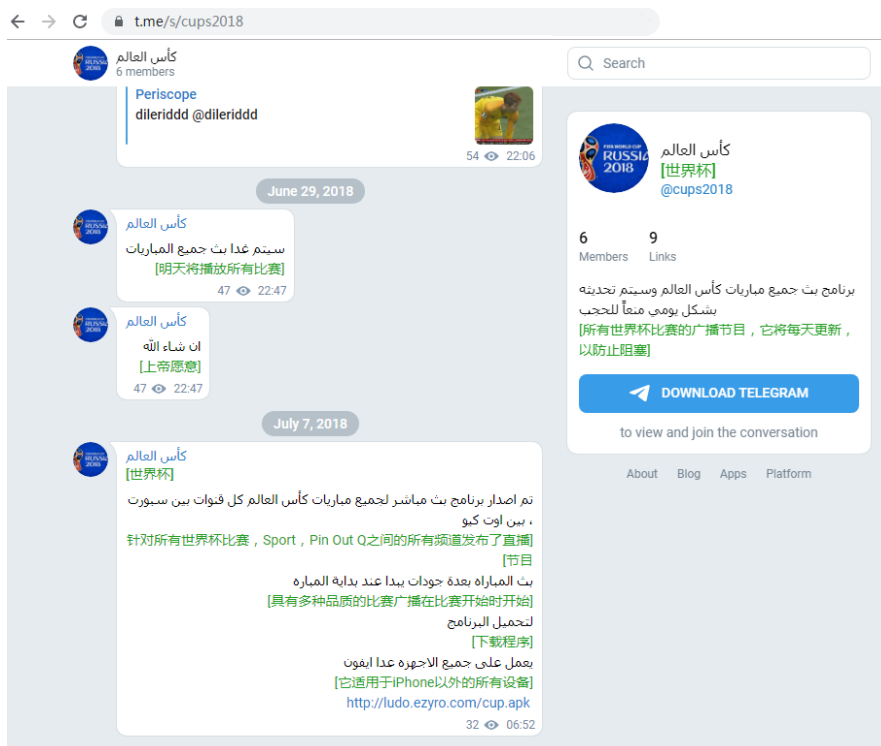 t.me/s/cups2018
كأس العالم
6 members
Search
Periscope
dileriddd @dileriddd
54 22:06
June 29, 2018
كأس العالم
سيتم غدا بث جميع المباريات
[明天将播放所有比赛]
47 22:47
كأس العالم
ان شاء الله
[上帝愿意]
47 22:47
July 7, 2018
كأس العالم
[世界杯]
تم اصدار برنامج بث مباشر لجميع مباريات كأس العالم كل قنوات بين سبورت
، بين اوت كيو
针对所有世界杯比赛，Sport，Pin Out Q之间的所有频道发布了直播]
[节目
بث المباراه بعدة جودات يبدا عند بداية المباره
[具有多种品质的比赛广播在比赛开始时开始]
لتحميل البرنامج
[下载程序]
يعمل على جميع الاجهزه عدا ايفون
[它适用于iPhone以外的所有设备]
http://ludo.ezyro.com/cup.apk
32 06:52
FIFA WORLD CUP
RUSSIA
2018
كأس العالم
[世界杯]
@cups2018
6 9
Members Links
برنامج بث جميع مباريات كأس العالم وسيتم تحديثه
بشكل يومي منعاً للحجب
[所有世界杯比赛的广播节目，它将每天更新，
以防止阻塞]
DOWNLOAD TELEGRAM
to view and join the conversation
About Blog Apps Platform